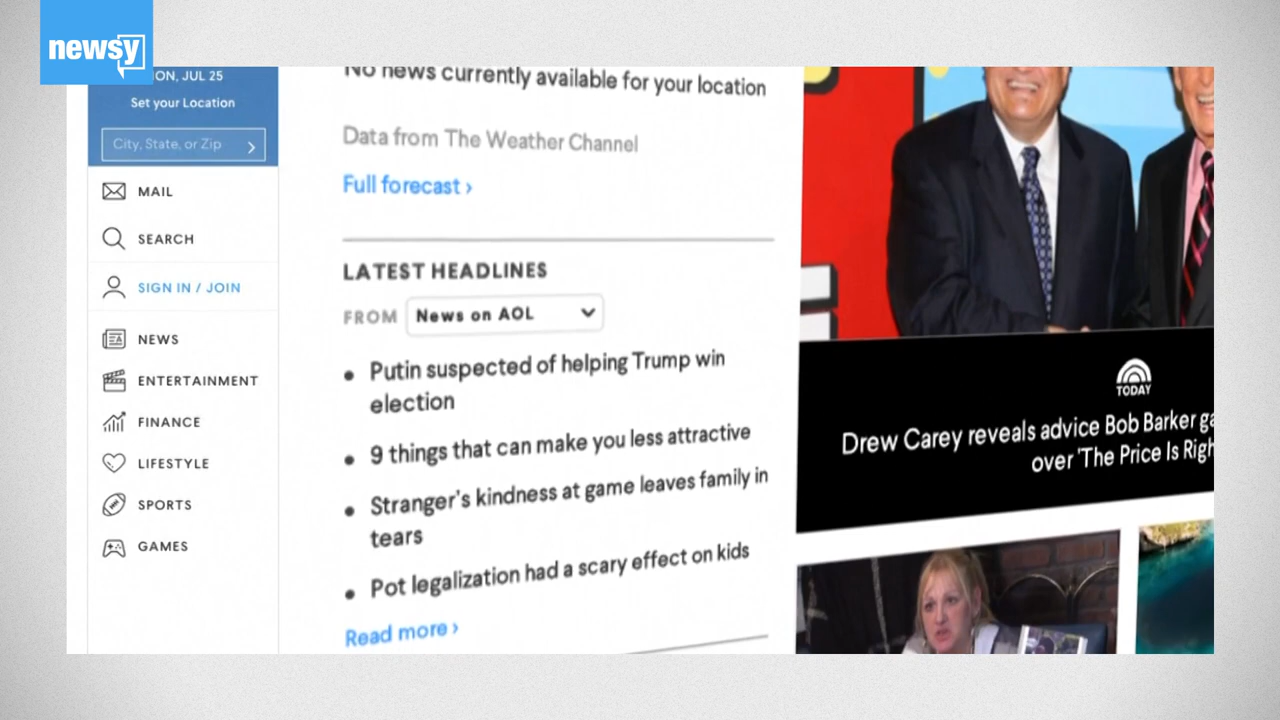 newsy
MON, JUL 25
Set your Location
City, State, or Zip
MAIL
SEARCH
SIGN IN / JOIN
NEWS
ENTERTAINMENT
FINANCE
LIFESTYLE
SPORTS
GAMES
No news currently available for your location
Data from The Weather Channel
Full forecast ›
LATEST HEADLINES
FROM News on AOL
Putin suspected of helping Trump win
election
9 things that can make you less attractive
Stranger's kindness at game leaves family in
tears
Pot legalization had a scary effect on kids
Read more ›
TODAY
Drew Carey reveals advice Bob Barker ga
over 'The Price Is Righ